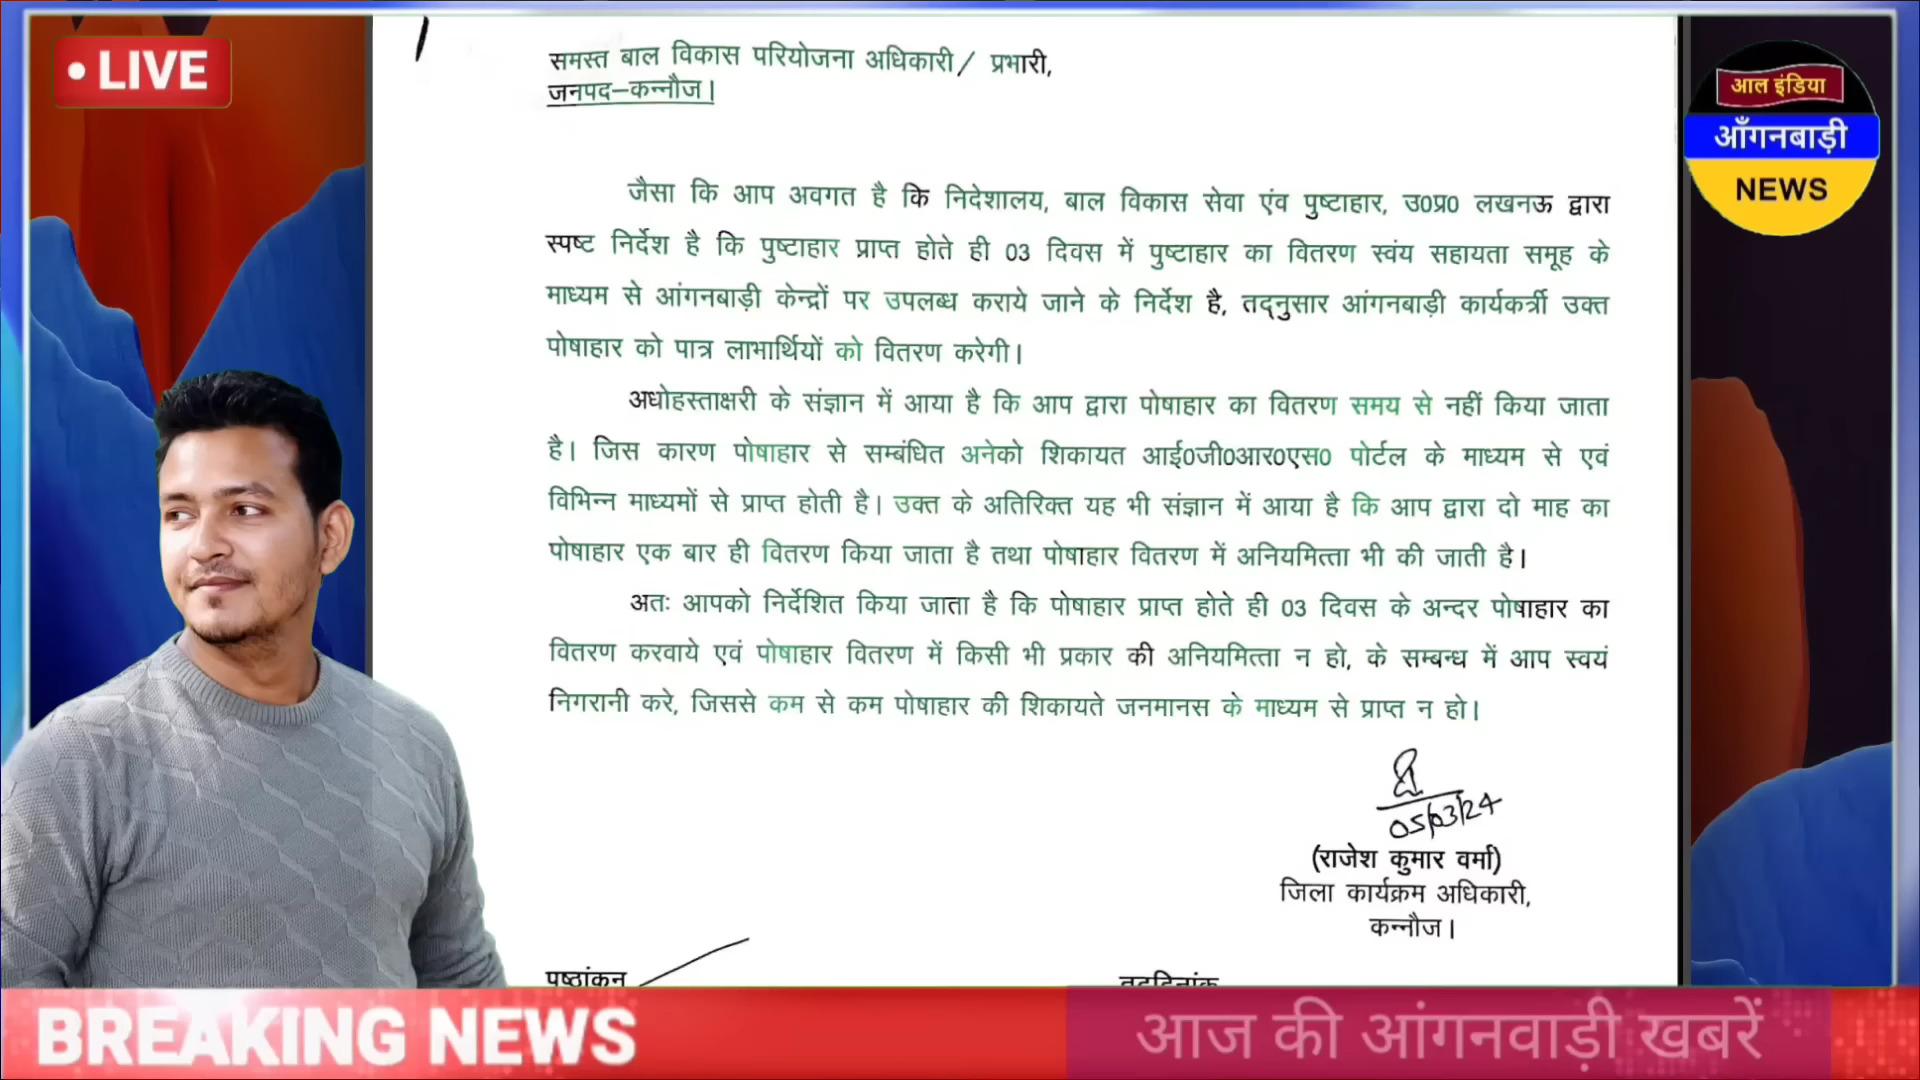 • LIVE
समस्त बाल विकास परियोजना अधिकारी / प्रभारी,
जनपद–कन्नौज।
आल इंडिया
आँगनबाड़ी
NEWS
जैसा कि आप अवगत है कि निदेशालय, बाल विकास सेवा एंव पुष्टाहार, उ0प्र0 लखनऊ द्वारा
स्पष्ट निर्देश है कि पुष्टाहार प्राप्त होते ही 03 दिवस में पुष्टाहार का वितरण स्वंय सहायता समूह के
माध्यम से आंगनबाड़ी केन्द्रों पर उपलब्ध कराये जाने के निर्देश है, तद्नुसार आंगनबाड़ी कार्यकर्त्री उक्त
पोषाहार को पात्र लाभार्थियों को वितरण करेगी।
अधोहस्ताक्षरी के संज्ञान में आया है कि आप द्वारा पोषाहार का वितरण समय से नहीं किया जाता
है। जिस कारण पोषाहार से सम्बंधित अनेको शिकायत आई0जी0आर0एस0 पोर्टल के माध्यम से एवं
विभिन्न माध्यमों से प्राप्त होती है। उक्त के अतिरिक्त यह भी संज्ञान में आया है कि आप द्वारा दो माह का
पोषाहार एक बार ही वितरण किया जाता है तथा पोषाहार वितरण में अनियमित्ता भी की जाती है।
अतः आपको निर्देशित किया जाता है कि पोषाहार प्राप्त होते ही 03 दिवस के अन्दर पोषाहार का
वितरण करवाये एवं पोषाहार वितरण में किसी भी प्रकार की अनियमित्ता न हो, के सम्बन्ध में आप स्वयं
निगरानी करे, जिससे कम से कम पोषाहार की शिकायते जनमानस के माध्यम से प्राप्त न हो।
05/03/24
(राजेश कुमार वर्मा)
जिला कार्यक्रम अधिकारी,
कन्नौज।
पृष्ठांकन
तद्दिनांक
BREAKING NEWS
आज की आंगनवाड़ी खबरें